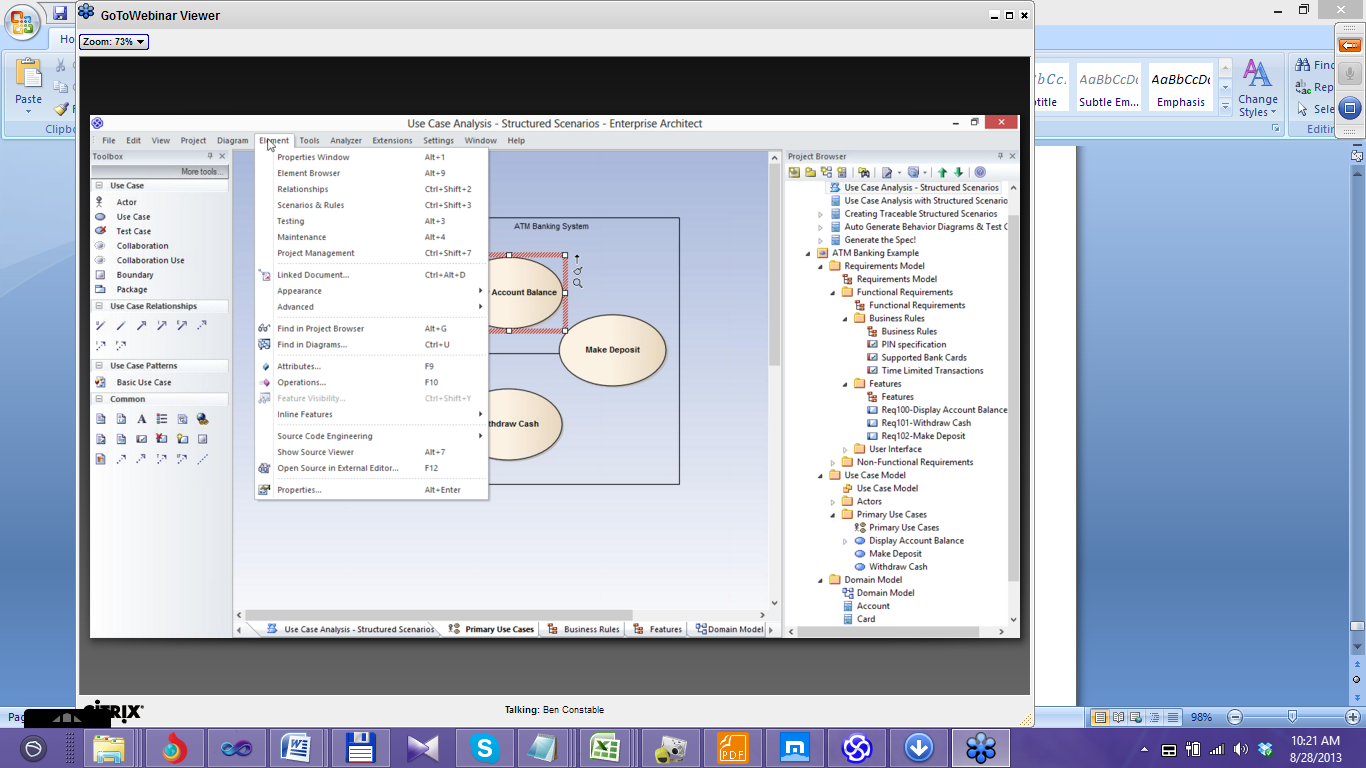 GoToWebinar Viewer
Zoom: 73%
Paste
AaBbCcDc
AaBbCcDc
Subtle Em...
Emphasis
Change
Styles
Use Case Analysis - Structured Scenarios - Enterprise Architect
File Edit View Project Diagram Element Tools Analyzer Extensions Settings Window Help
Toolbox
More tools...
Use Case
Actor
Use Case
Test Case
Collaboration
Collaboration Use
Boundary
Package
Use Case Relationships
Use Case Patterns
Basic Use Case
Common
Properties Window Alt+1
Element Browser Alt+9
Relationships Ctrl+Shift+2
Scenarios & Rules Ctrl+Shift+3
Testing Alt+3
Maintenance Alt+4
Project Management Ctrl+Shift+7
Linked Document... Ctrl+Alt+D
Appearance
Advanced
Find in Project Browser Alt+G
Find in Diagrams... Ctrl+U
Attributes... F9
Operations... F10
Feature Visibility... Ctrl+Shift+Y
Inline Features
Source Code Engineering
Show Source Viewer Alt+7
Open Source in External Editor... F12
Properties... Alt+Enter
ATM Banking System
Account Balance
Make Deposit
hdraw Cash
Project Browser
Use Case Analysis - Structured Scenarios
Use Case Analysis with Structured Scenario
Creating Traceable Structured Scenarios
Auto Generate Behavior Diagrams & Test C
Generate the Spec!
ATM Banking Example
Requirements Model
Requirements Model
Functional Requirements
Functional Requirements
Business Rules
Business Rules
PIN specification
Supported Bank Cards
Time Limited Transactions
Features
Features
Req100-Display Account Balance
Req101-Withdraw Cash
Req102-Make Deposit
User Interface
Non-Functional Requirements
Use Case Model
Use Case Model
Actors
Primary Use Cases
Primary Use Cases
Display Account Balance
Make Deposit
Withdraw Cash
Domain Model
Domain Model
Account
Card
Use Case Analysis - Structured Scenarios
Primary Use Cases
Business Rules
Features
Domain Model
Talking: Ben Constable
98%
10:21 AM
8/28/2013